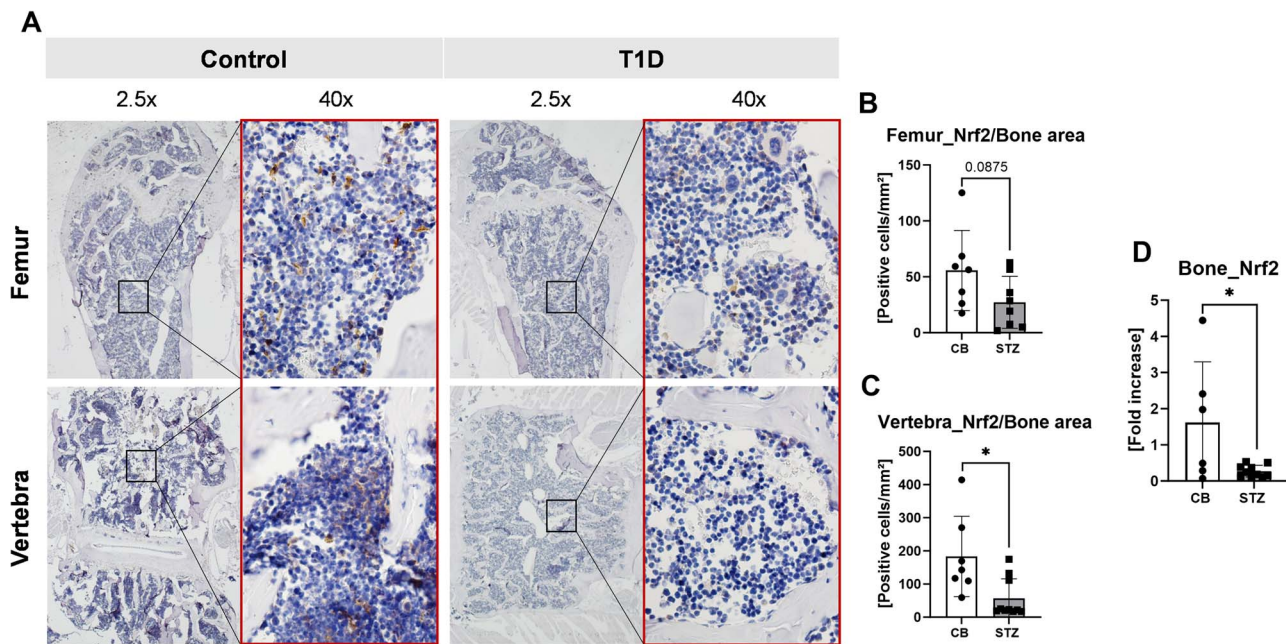 A
Control
T1D
2.5x
40x
2.5x
40x
Femur
Vertebra
B
Femur_Nrf2/Bone area
[Positive cells/mm²]
150
100
50
0
0.0875
CB
STZ
C
Vertebra_Nrf2/Bone area
[Positive cells/mm²]
500
400
300
200
100
0
*
CB
STZ
D
Bone_Nrf2
[Fold increase]
5
4
3
2
1
0
*
CB
STZ